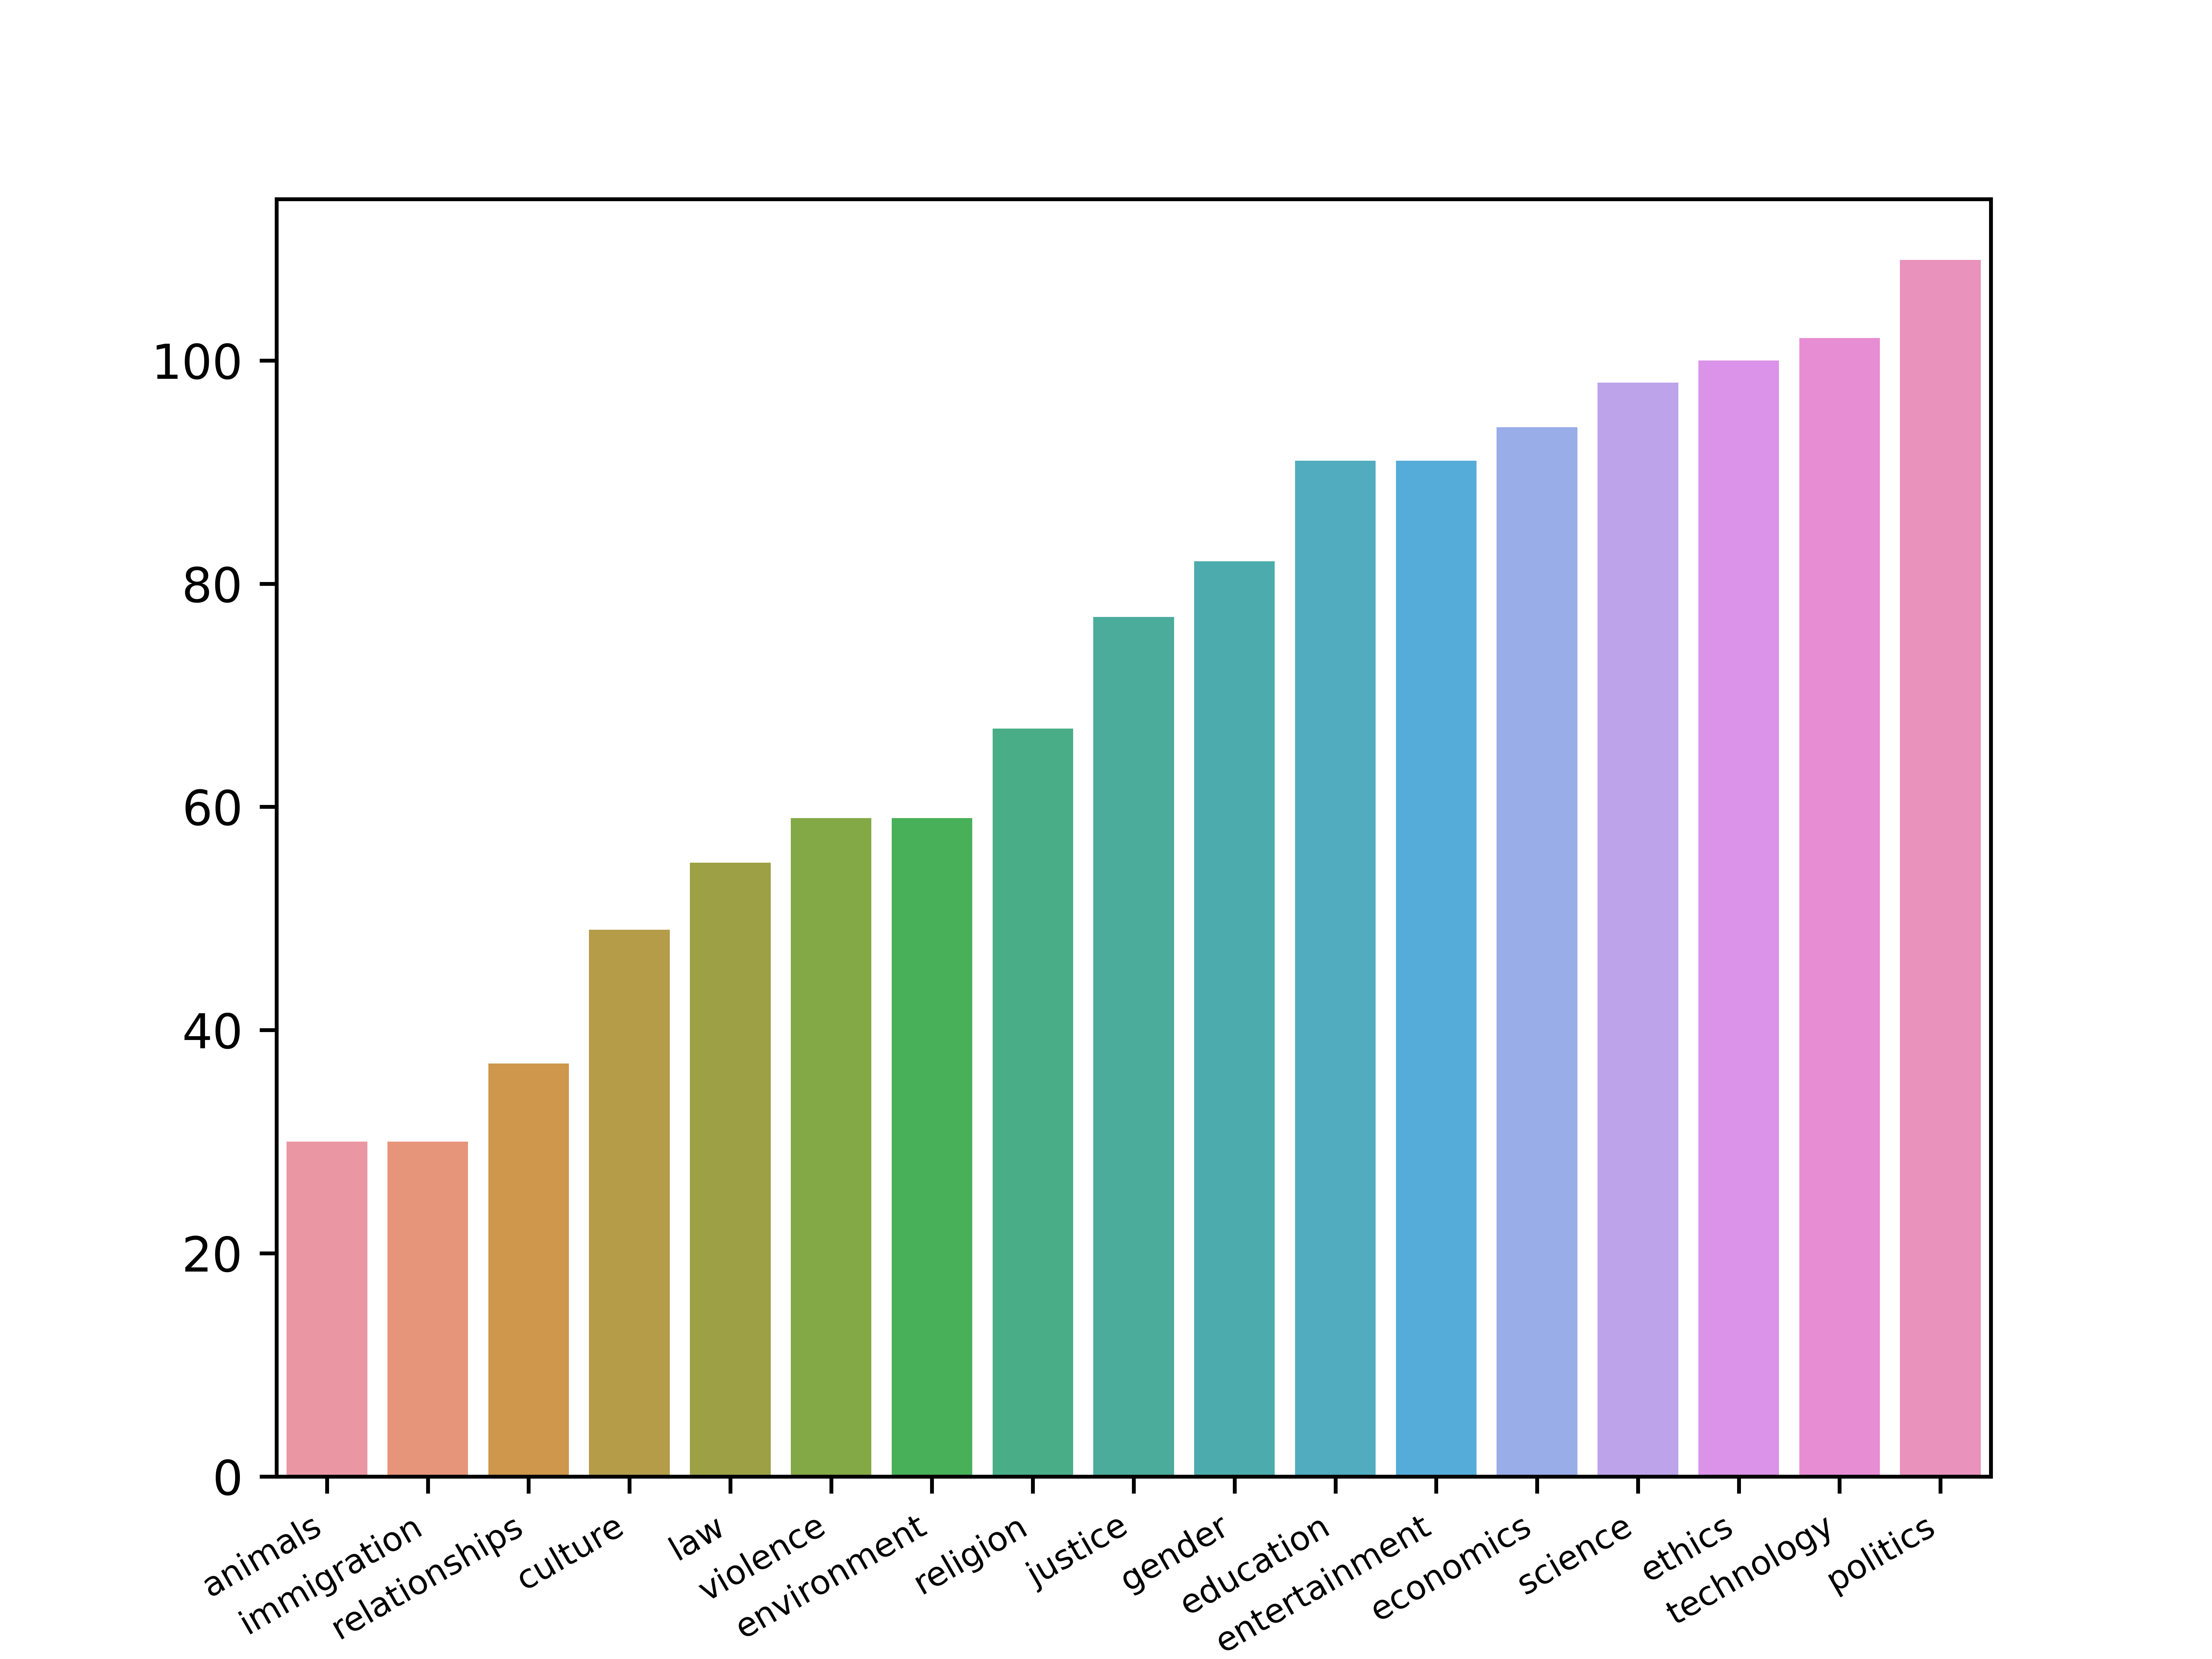 100
80
60
40
20
0
animals
immigration
relationships
culture
law
violence
environment
religion
justice
gender
education
entertainment
economics
science
ethics
technology
politics